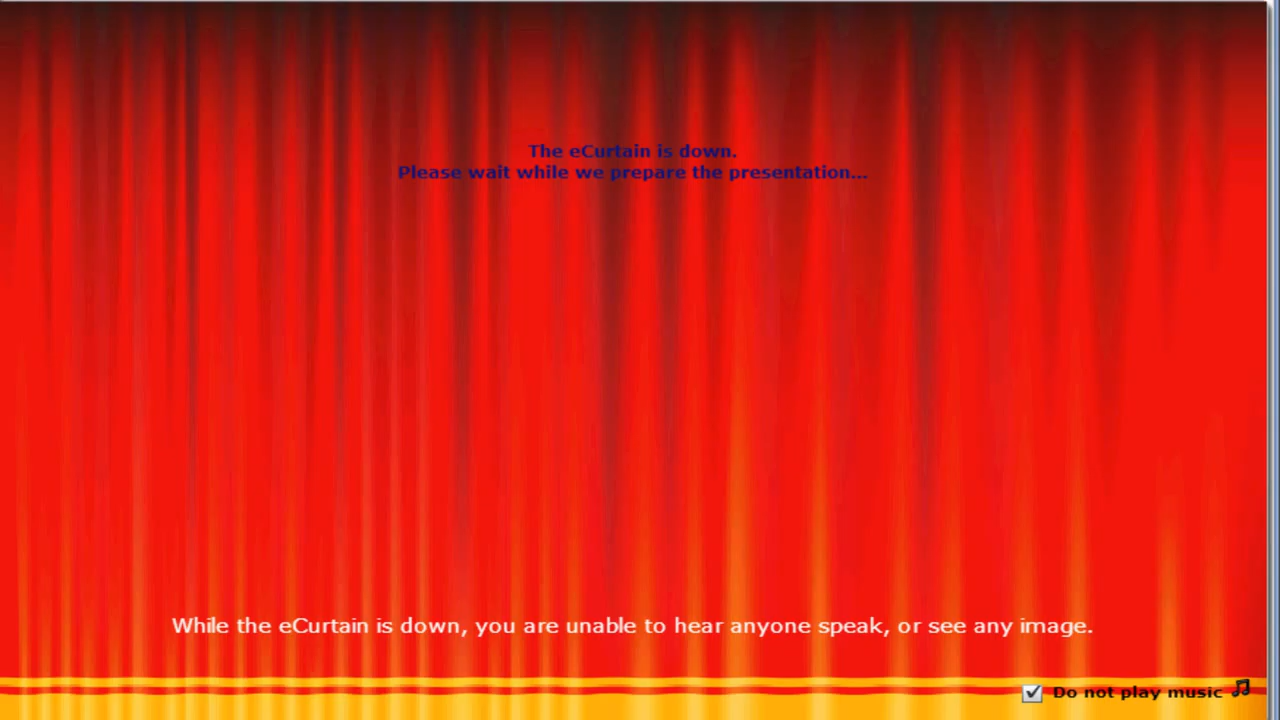 The eCurtain is down.
Please wait while we prepare the presentation...
While the eCurtain is down, you are unable to hear anyone speak, or see any image.
Do not play music